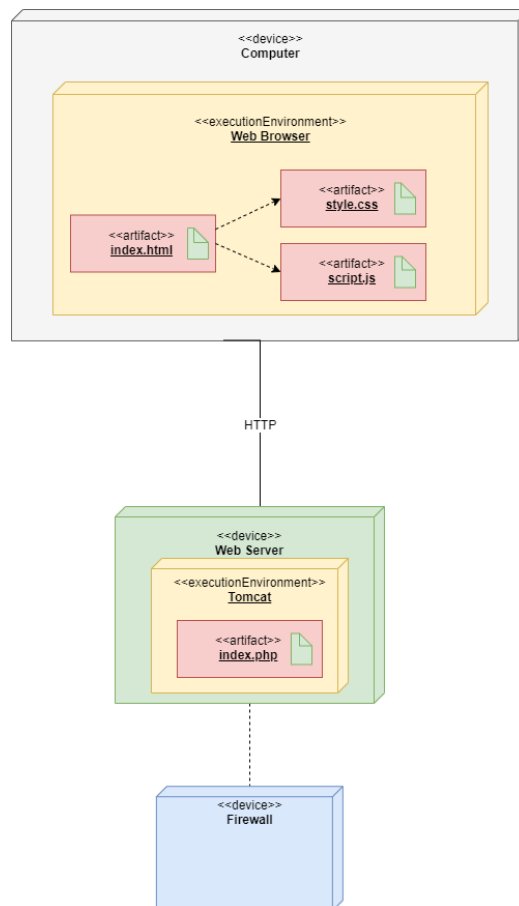 <<device>>
Computer
<<executionEnvironment>>
Web Browser
<<artifact>>
style.css
<<artifact>>
index.html
<<artifact>>
script.js
HTTP
<<device>>
Web Server
<<executionEnvironment>>
Tomcat
<<artifact>>
index.php
<<device>>
Firewall